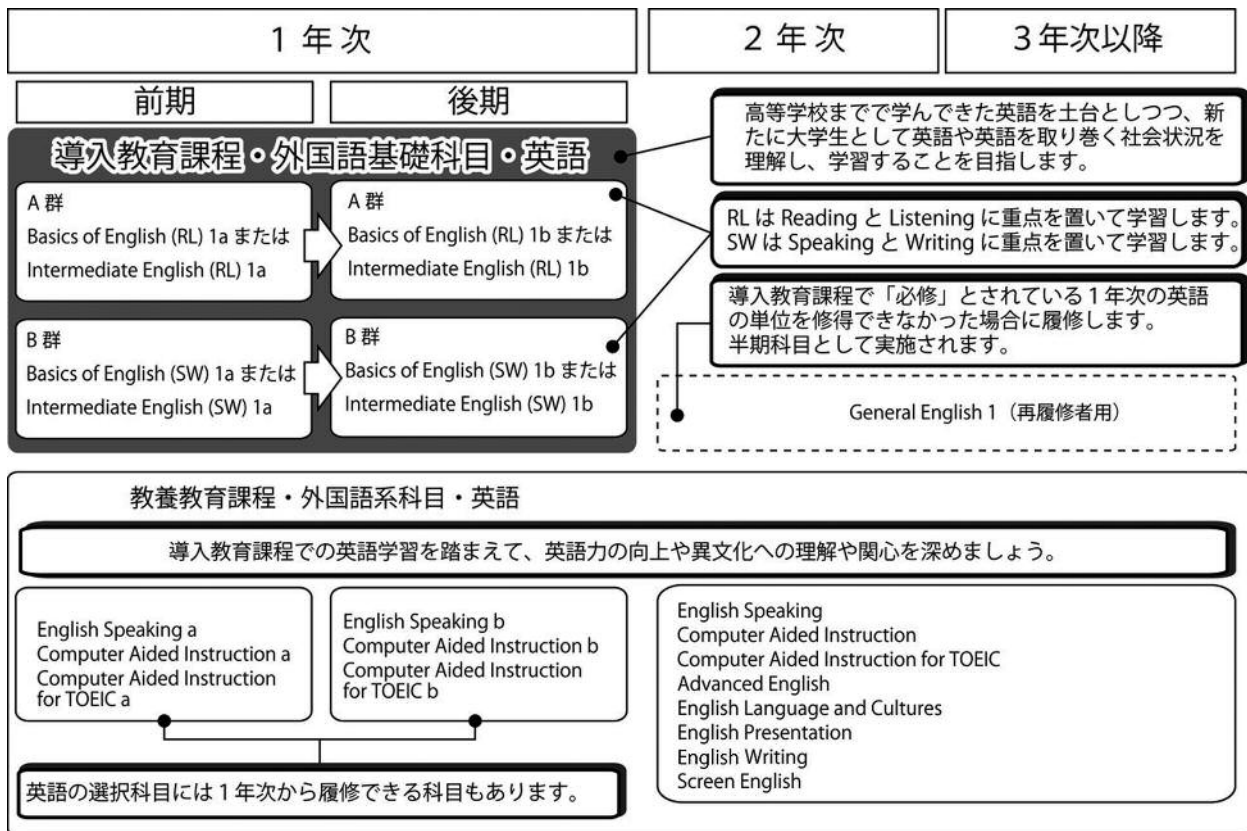 1 年 次
2 年 次
3 年次以降
前期
後期
導入教育課程・外国語基礎科目・英語
A 群
Basics of English (RL) 1a または
Intermediate English (RL) 1a
A 群
Basics of English (RL) 1b または
Intermediate English (RL) 1b
B 群
Basics of English (SW) 1a または
Intermediate English (SW) 1a
B 群
Basics of English (SW) 1b または
Intermediate English (SW) 1b
高等学校までで学んできた英語を土台としつつ、新
たに大学生として英語や英語を取り巻く社会状況を
理解し、学習することを目指します。
RL は Reading と Listening に重点を置いて学習します。
SW は Speaking と Writing に重点を置いて学習します。
導入教育課程で「必修」とされている 1 年次の英語
の単位を修得できなかった場合に履修します。
半期科目として実施されます。
General English 1（再履修者用）
教養教育課程・外国語系科目・英語
導入教育課程での英語学習を踏まえて、英語力の向上や異文化への理解や関心を深めましょう。
English Speaking a
Computer Aided Instruction a
Computer Aided Instruction
for TOEIC a
English Speaking b
Computer Aided Instruction b
Computer Aided Instruction
for TOEIC b
English Speaking
Computer Aided Instruction
Computer Aided Instruction for TOEIC
Advanced English
English Language and Cultures
English Presentation
English Writing
Screen English
英語の選択科目には 1 年次から履修できる科目もあります。